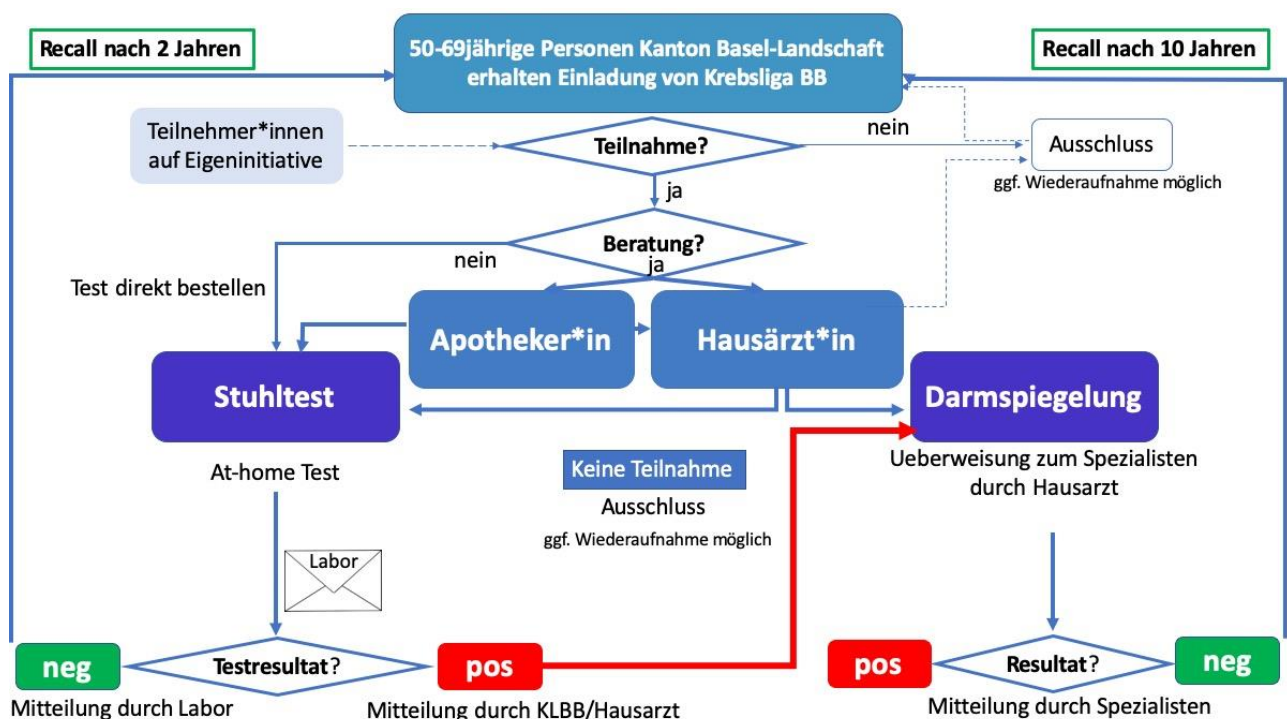 Recall nach 2 Jahren
50-69jährige Personen Kanton Basel-Landschaft
erhalten Einladung von Krebsliga BB
Recall nach 10 Jahren
Teilnehmer*innen
auf Eigeninitiative
Teilnahme?
nein
Ausschluss
ggf. Wiederaufnahme möglich
ja
Beratung?
nein
ja
Test direkt bestellen
Apotheker*in
Hausärzt*in
Stuhltest
Darmspiegelung
At-home Test
Keine Teilnahme
Ausschluss
ggf. Wiederaufnahme möglich
Ueberweisung zum Spezialisten
durch Hausarzt
Labor
neg
Testresultat?
pos
pos
Resultat?
neg
Mitteilung durch Labor
Mitteilung durch KLBB/Hausarzt
Mitteilung durch Spezialisten